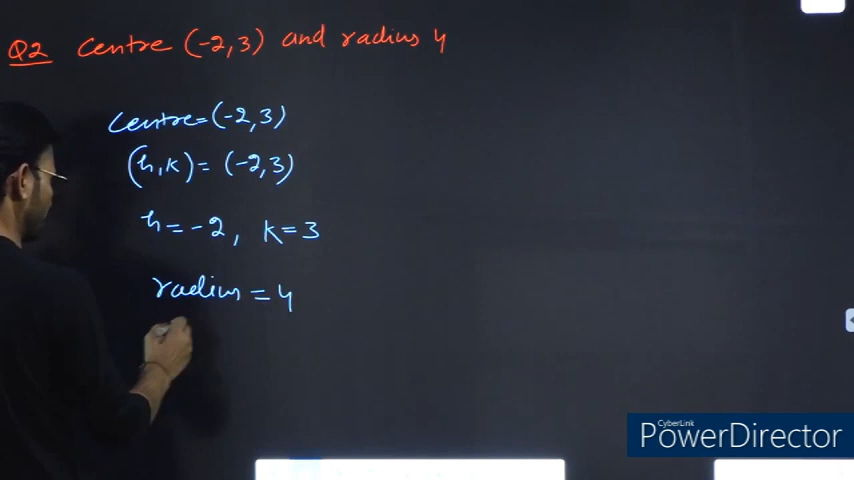 Q2 Centre (-2,3) and radius 4
Centre=(-2,3)
(h,k)= (-2,3)
h=-2, k=3
radius=4
CyberLink
PowerDirector